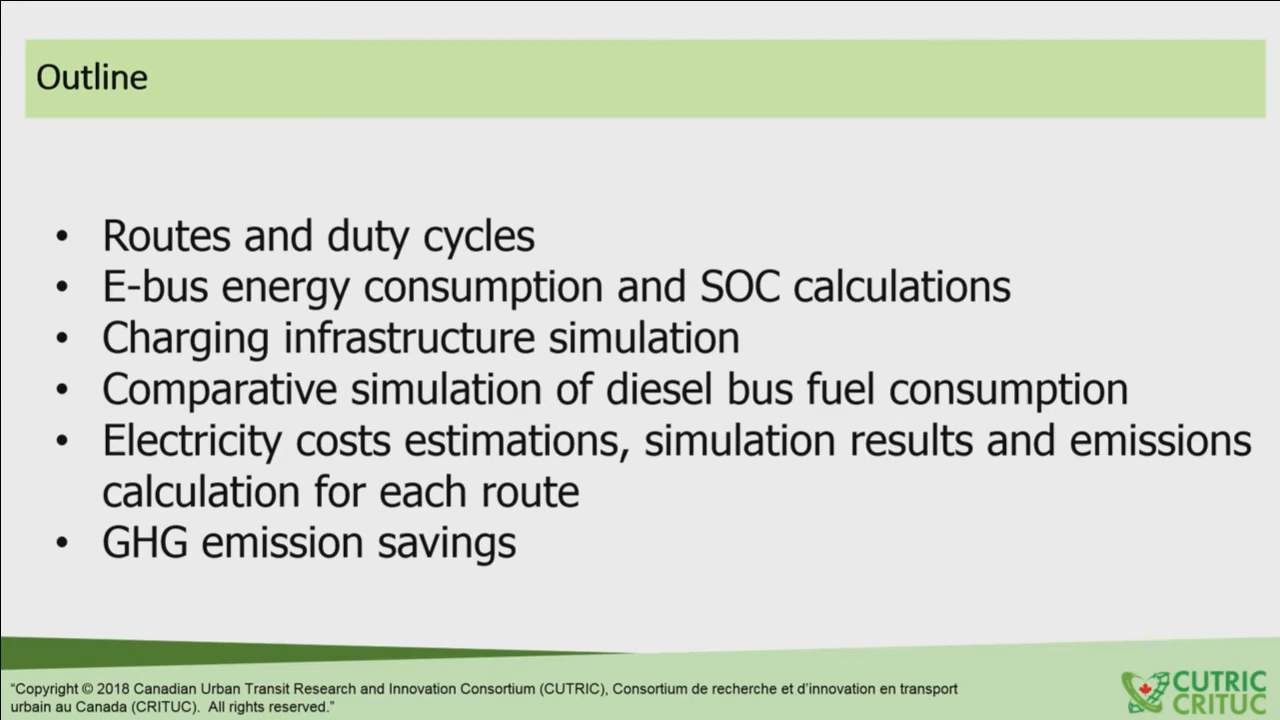 Outline
• Routes and duty cycles
• E-bus energy consumption and SOC calculations
• Charging infrastructure simulation
• Comparative simulation of diesel bus fuel consumption
• Electricity costs estimations, simulation results and emissions
calculation for each route
• GHG emission savings
“Copyright © 2018 Canadian Urban Transit Research and Innovation Consortium (CUTRIC), Consortium de recherche et d’innovation en transport
urbain au Canada (CRITUC). All rights reserved.”
CUTRIC
CRITUC